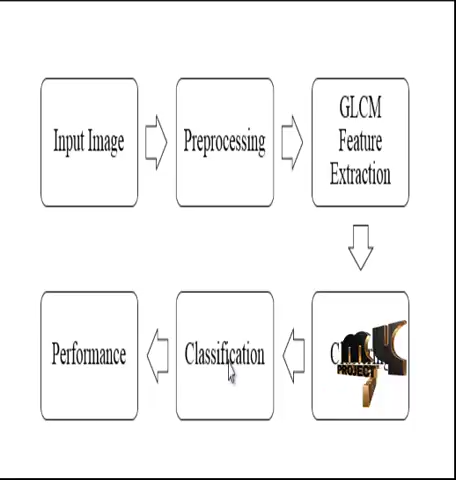 Input Image
Preprocessing
GLCM
Feature
Extraction
Performance
Classification
PROJECT